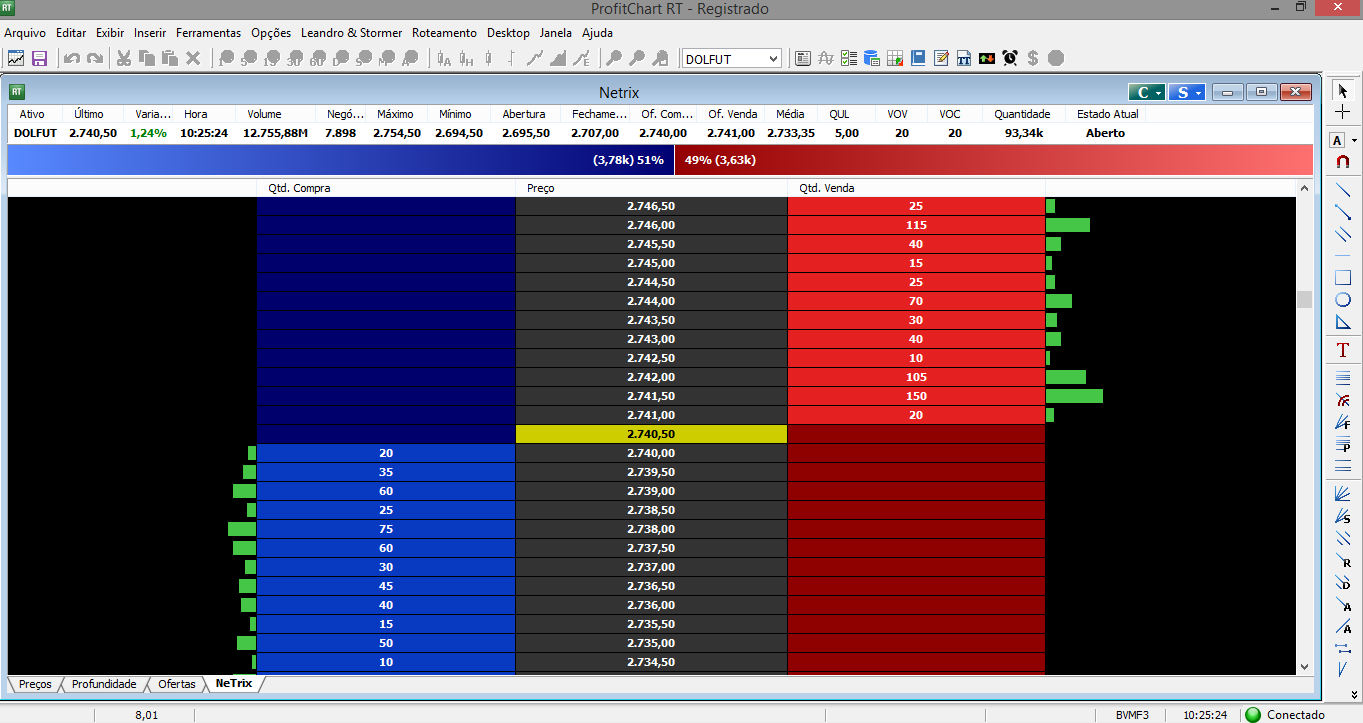 RT ProfitChart RT - Registrado
Arquivo Editar Exibir Inserir Ferramentas Opções Leandro & Stormer Roteamento Desktop Janela Ajuda
DOLFUT
RT Netrix C S
Ativo Último Varia... Hora Volume Negó... Máximo Mínimo Abertura Fechame... Of. Com... Of. Venda Média QUL VOV VOC Quantidade Estado Atual
DOLFUT 2.740,50 1,24% 10:25:24 12.755,88M 7.898 2.754,50 2.694,50 2.695,50 2.707,00 2.740,00 2.741,00 2.733,35 5,00 20 20 93,34k Aberto
(3,78k) 51% 49% (3,63k)
Qtd. Compra Preço Qtd. Venda
2.746,50 25
2.746,00 115
2.745,50 40
2.745,00 15
2.744,50 25
2.744,00 70
2.743,50 30
2.743,00 40
2.742,50 10
2.742,00 105
2.741,50 150
2.741,00 20
2.740,50
20 2.740,00
35 2.739,50
60 2.739,00
25 2.738,50
75 2.738,00
60 2.737,50
30 2.737,00
45 2.736,50
40 2.736,00
15 2.735,50
50 2.735,00
10 2.734,50
Preços Profundidade Ofertas NeTrix
8,01 BVMF3 10:25:24 Conectado